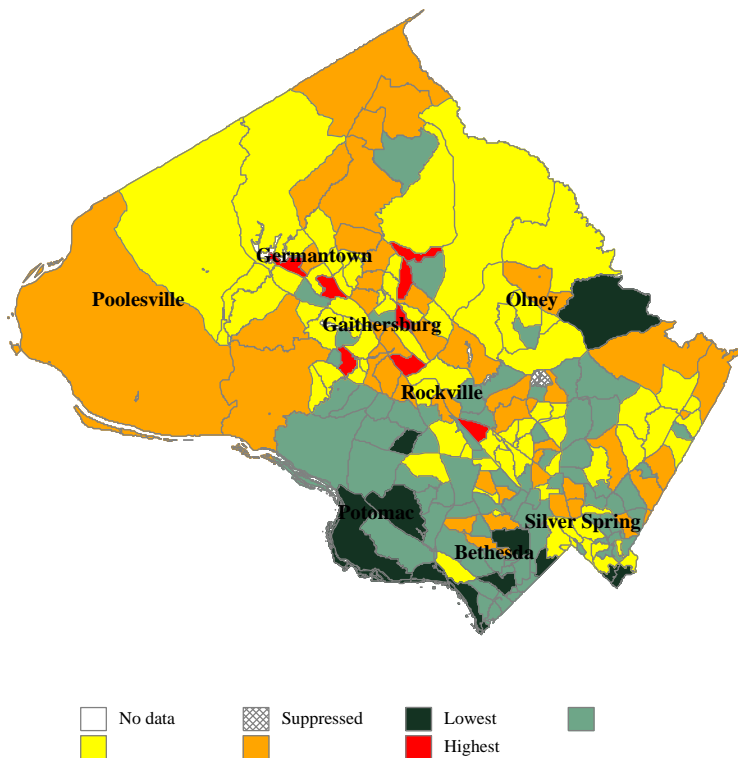 Germantown
Poolesville
Olney
Gaithersburg
Rockville
Potomac
Silver Spring
Bethesda
No data
Suppressed
Lowest
Highest